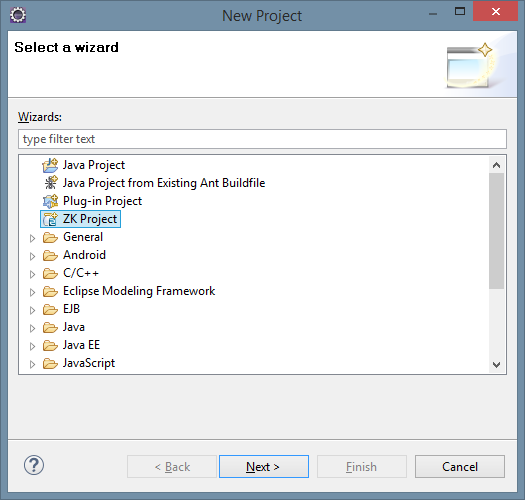 New Project
Select a wizard
Wizards:
type filter text
Java Project
Java Project from Existing Ant Buildfile
Plug-in Project
ZK Project
General
Android
C/C++
Eclipse Modeling Framework
EJB
Java
Java EE
JavaScript
? < Back Next > Finish Cancel